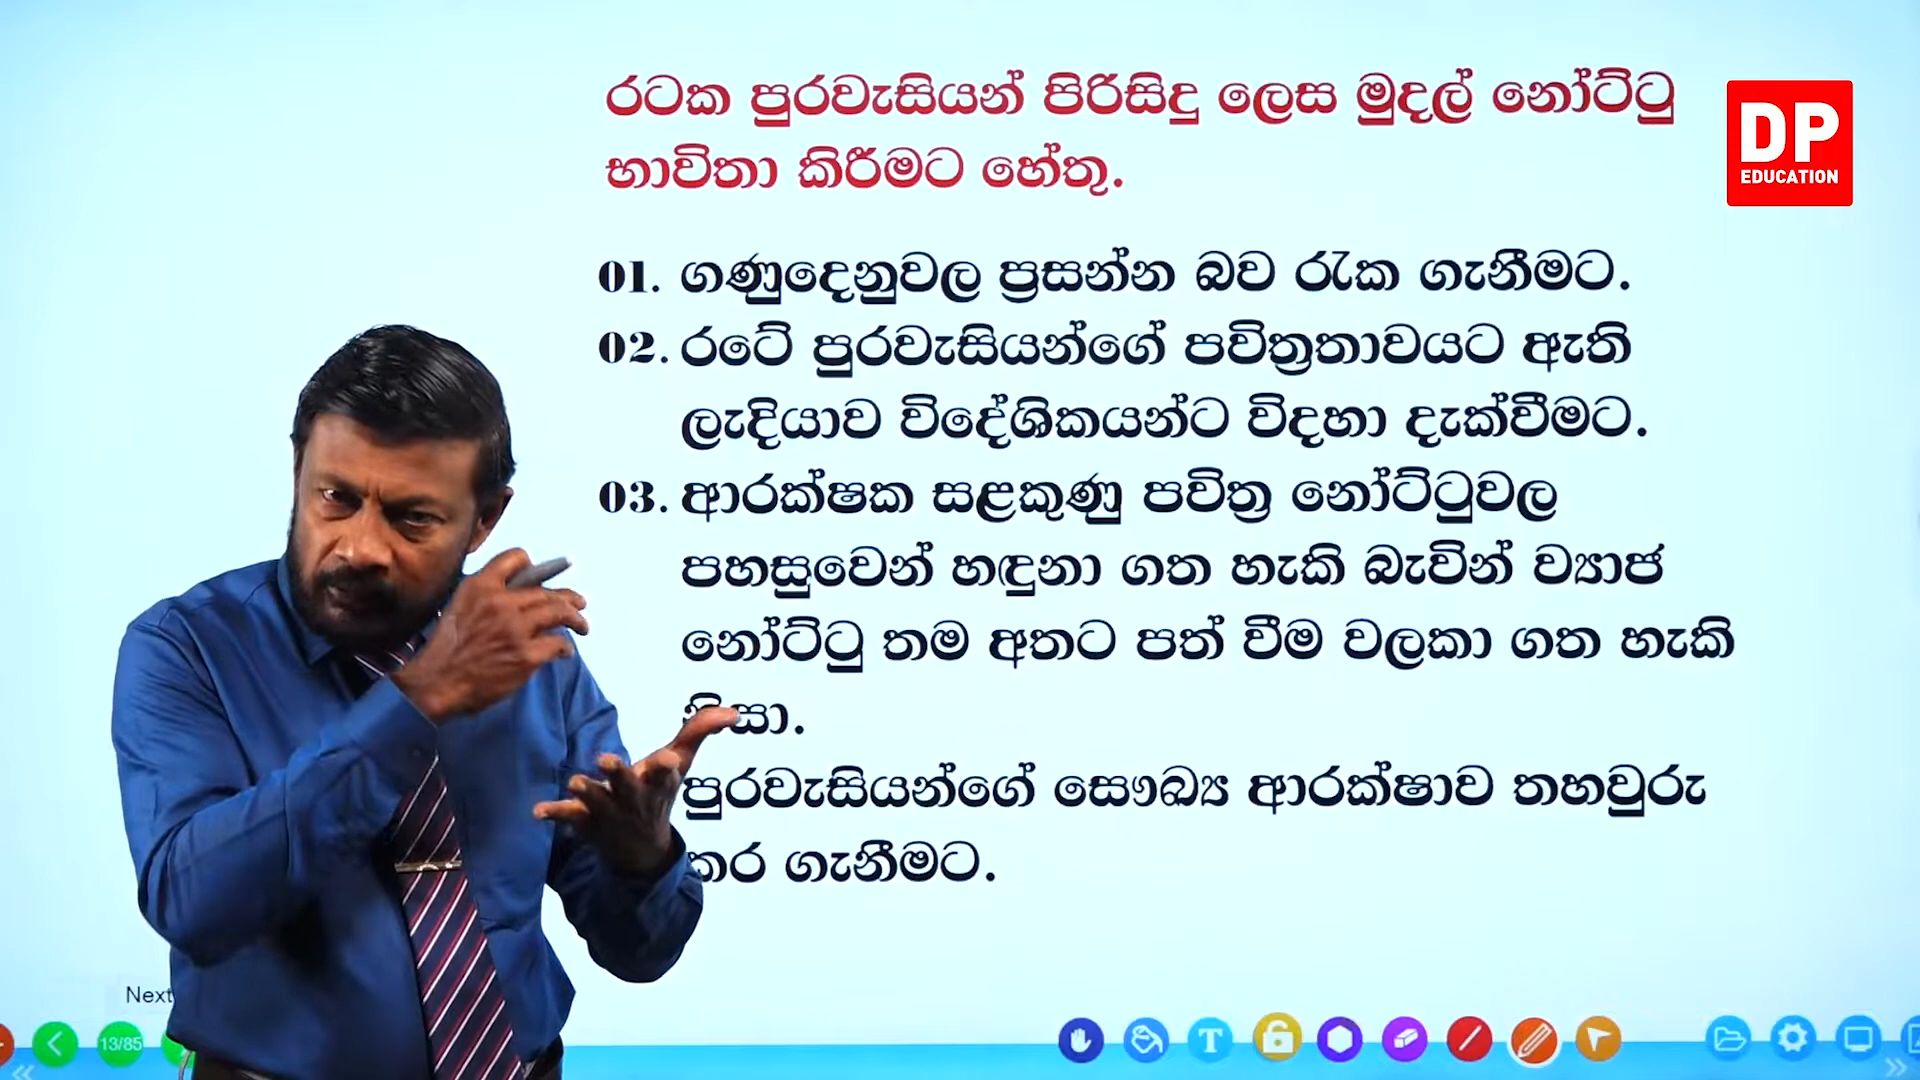 රටක පුරවැසියන් පිරිසිදු ලෙස මුදල් නෝට්ටු
භාවිතා කිරීමට හේතු.
DP
EDUCATION
01. ගණුදෙනුවල ප්‍රසන්න බව රැක ගැනීමට.
02. රටේ පුරවැසියන්ගේ පවිත්‍රතාවයට ඇති
ලැදියාව විදේශිකයන්ට විදහා දැක්වීමට.
03. ආරක්ෂක සළකුණු පවිත්‍ර නෝට්ටුවල
පහසුවෙන් හඳුනා ගත හැකි බැවින් ව්‍යාජ
නෝට්ටු තම අතට පත් වීම වලකා ගත හැකි
පුරවැසියන්ගේ සෞඛ්‍ය ආරක්ෂාව තහවුරු
කර ගැනීමට.
Next
13/85
T